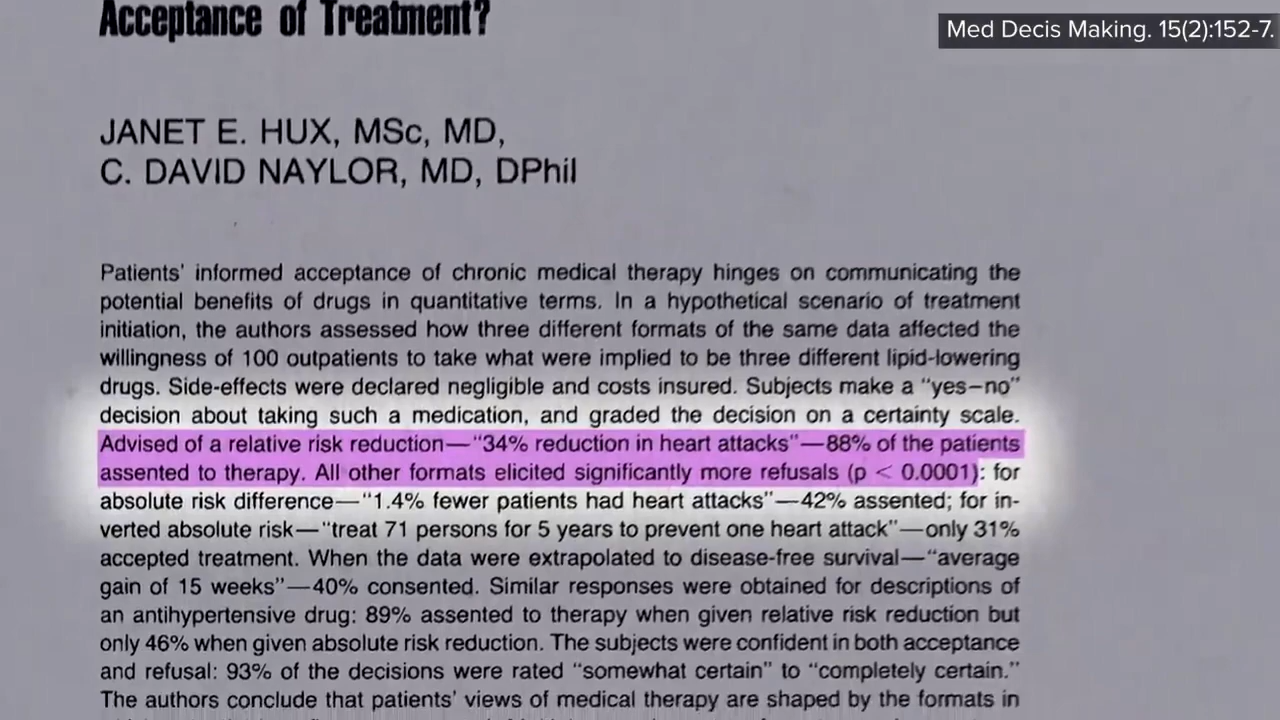 Acceptance of Treatment?
Med Decis Making. 15(2):152-7.
JANET E. HUX, MSc, MD,
C. DAVID NAYLOR, MD, DPhil
Patients' informed acceptance of chronic medical therapy hinges on communicating the
potential benefits of drugs in quantitative terms. In a hypothetical scenario of treatment
initiation, the authors assessed how three different formats of the same data affected the
willingness of 100 outpatients to take what were implied to be three different lipid-lowering
drugs. Side-effects were declared negligible and costs insured. Subjects make a “yes–no”
decision about taking such a medication, and graded the decision on a certainty scale.
Advised of a relative risk reduction—“34% reduction in heart attacks”—88% of the patients
assented to therapy. All other formats elicited significantly more refusals (p < 0.0001): for
absolute risk difference—“1.4% fewer patients had heart attacks”—42% assented; for in-
verted absolute risk—“treat 71 persons for 5 years to prevent one heart attack”—only 31%
accepted treatment. When the data were extrapolated to disease-free survival—“average
gain of 15 weeks”—40% consented. Similar responses were obtained for descriptions of
an antihypertensive drug: 89% assented to therapy when given relative risk reduction but
only 46% when given absolute risk reduction. The subjects were confident in both acceptance
and refusal: 93% of the decisions were rated “somewhat certain” to “completely certain.”
The authors conclude that patients' views of medical therapy are shaped by the formats in